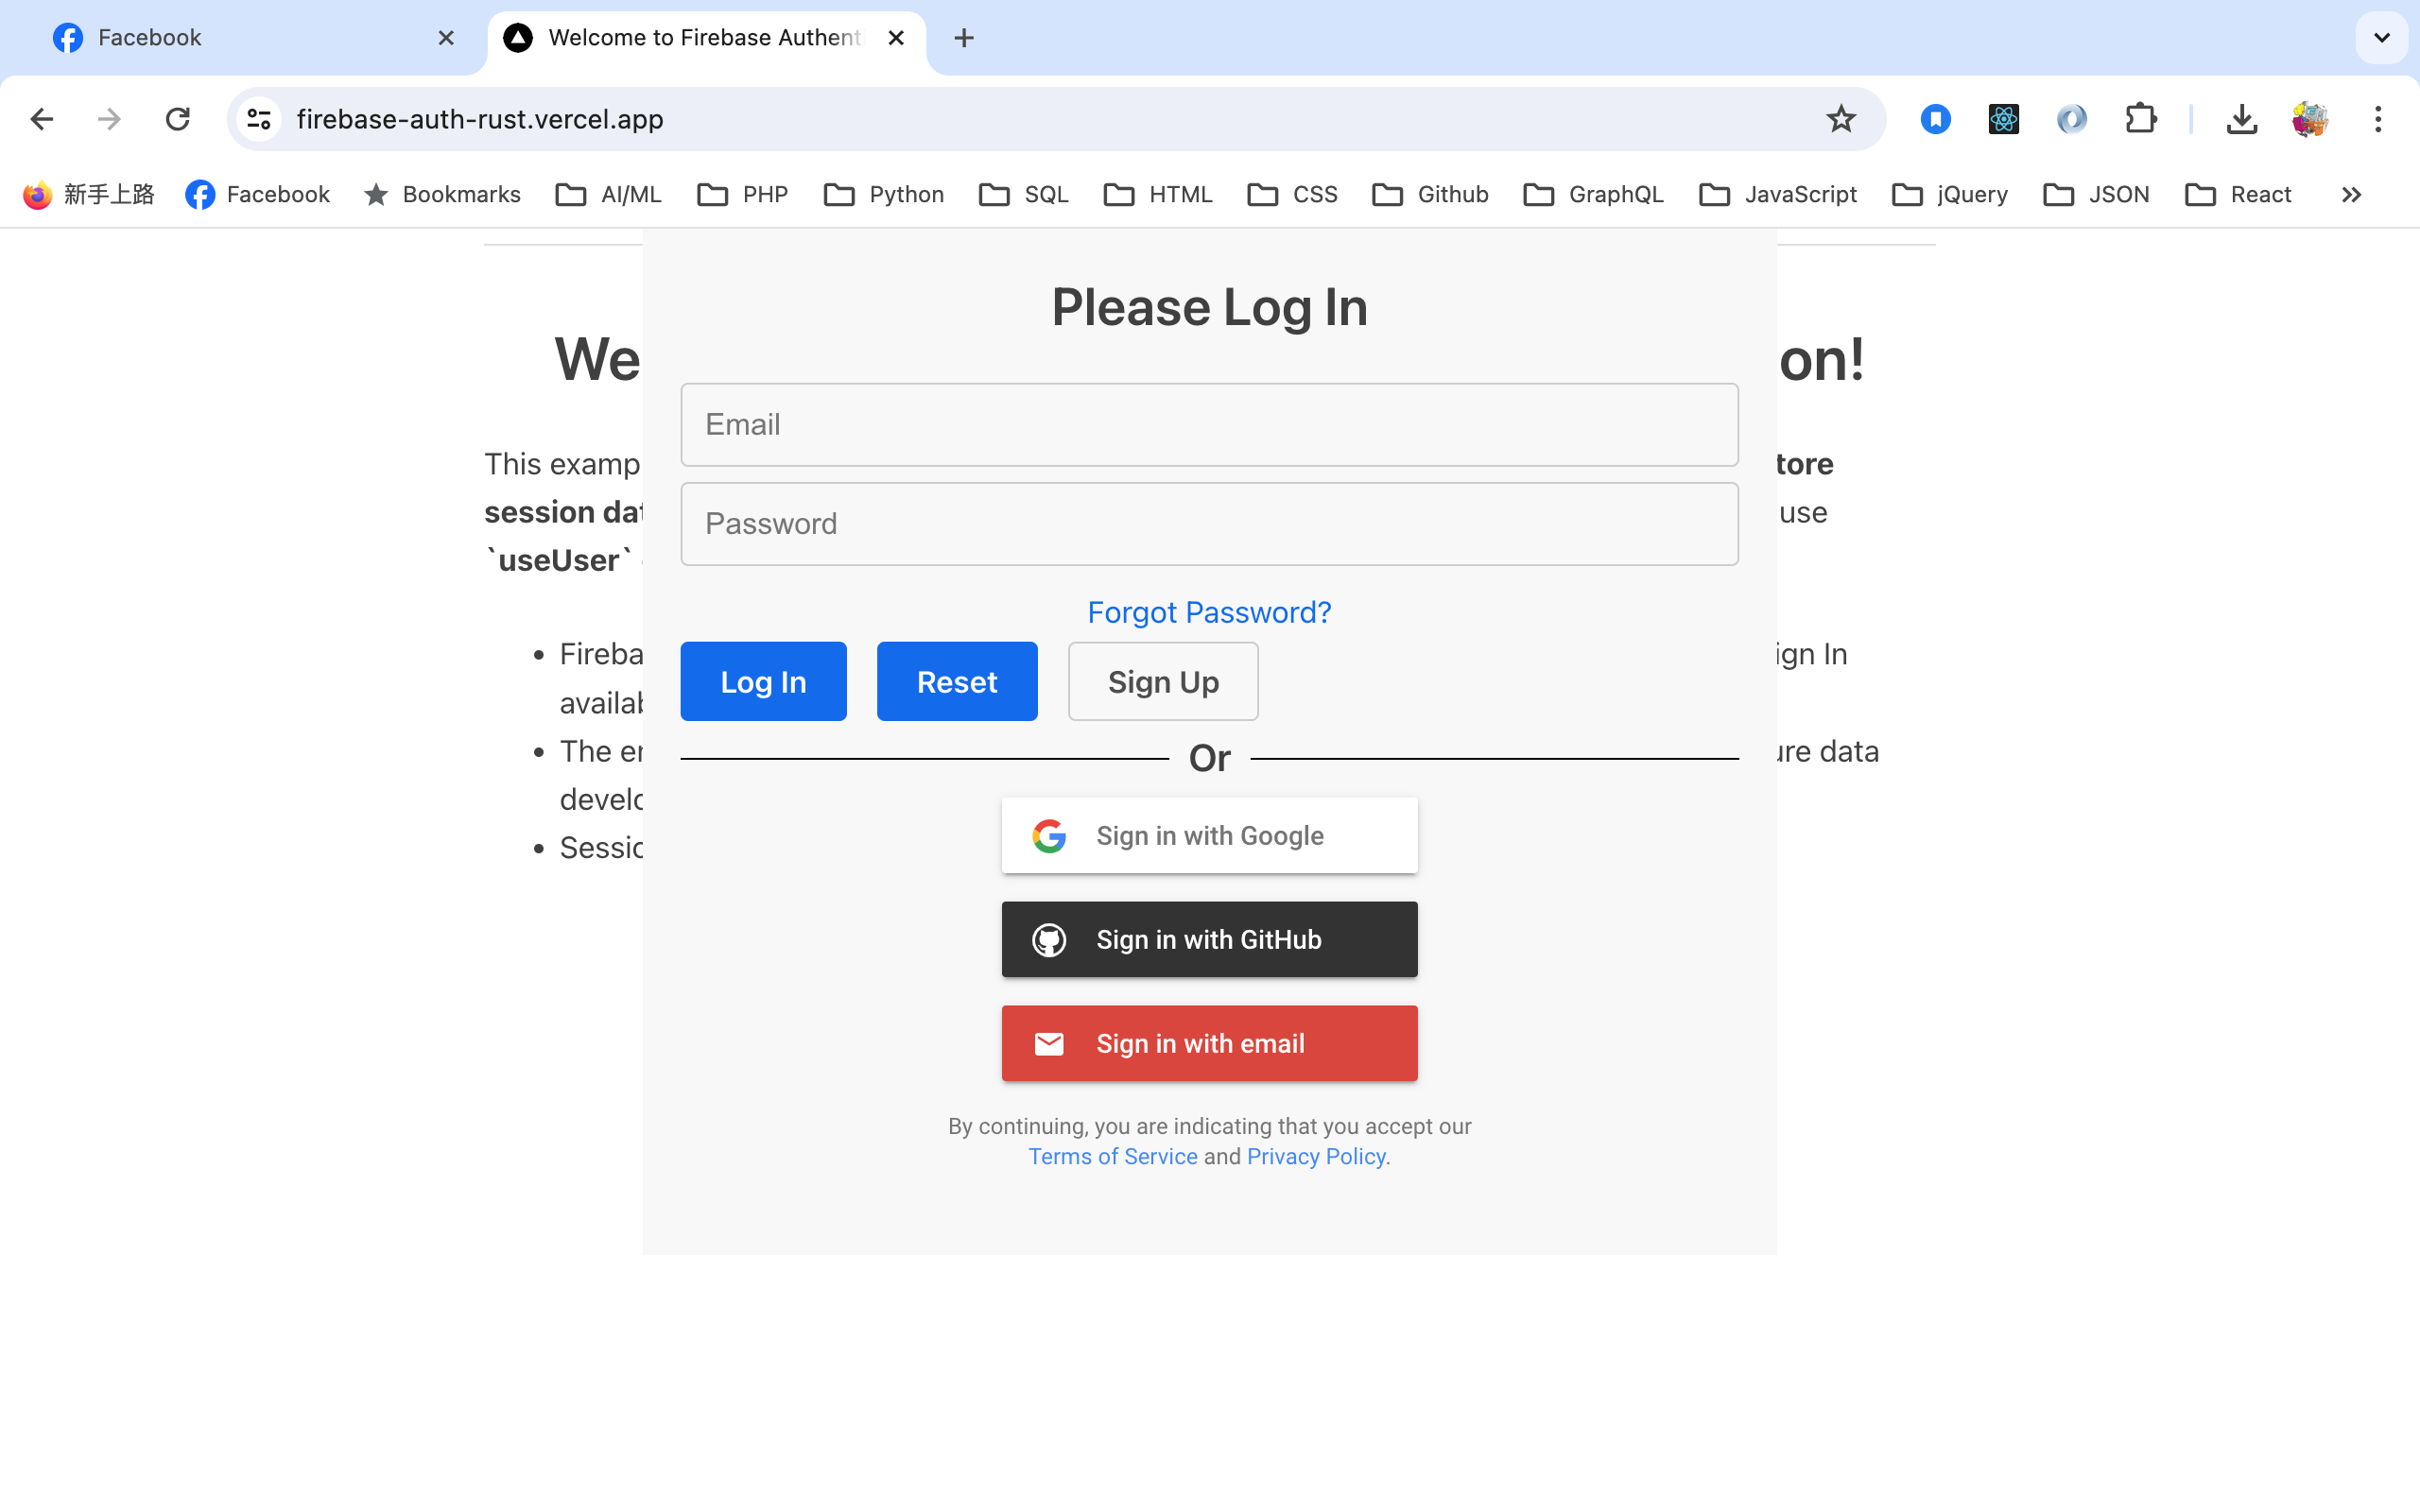 Facebook
Welcome to Firebase Authent
firebase-auth-rust.vercel.app
新手上路 Facebook Bookmarks AI/ML PHP Python SQL HTML CSS Github GraphQL JavaScript jQuery JSON React
Please Log In
We on!
Email
This examp tore
Password
session dat use
`useUser`
Forgot Password?
Fireba ign In
Log In Reset Sign Up
availab
The en ure data
Or
develo
Sign in with Google
Sessio
Sign in with GitHub
Sign in with email
By continuing, you are indicating that you accept our
Terms of Service and Privacy Policy.